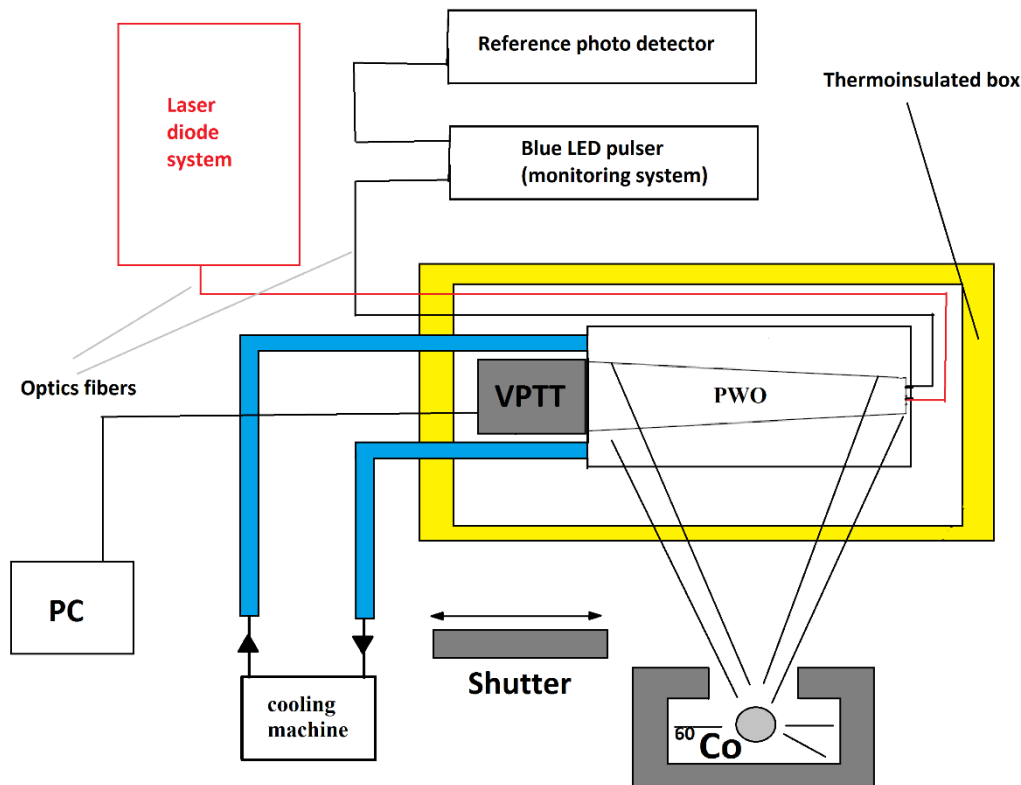 Reference photo detector
Thermoinsulated box
Laser
diode
system
Blue LED pulser
(monitoring system)
Optics fibers
VPTT
PWO
PC
Shutter
cooling
machine
60Co